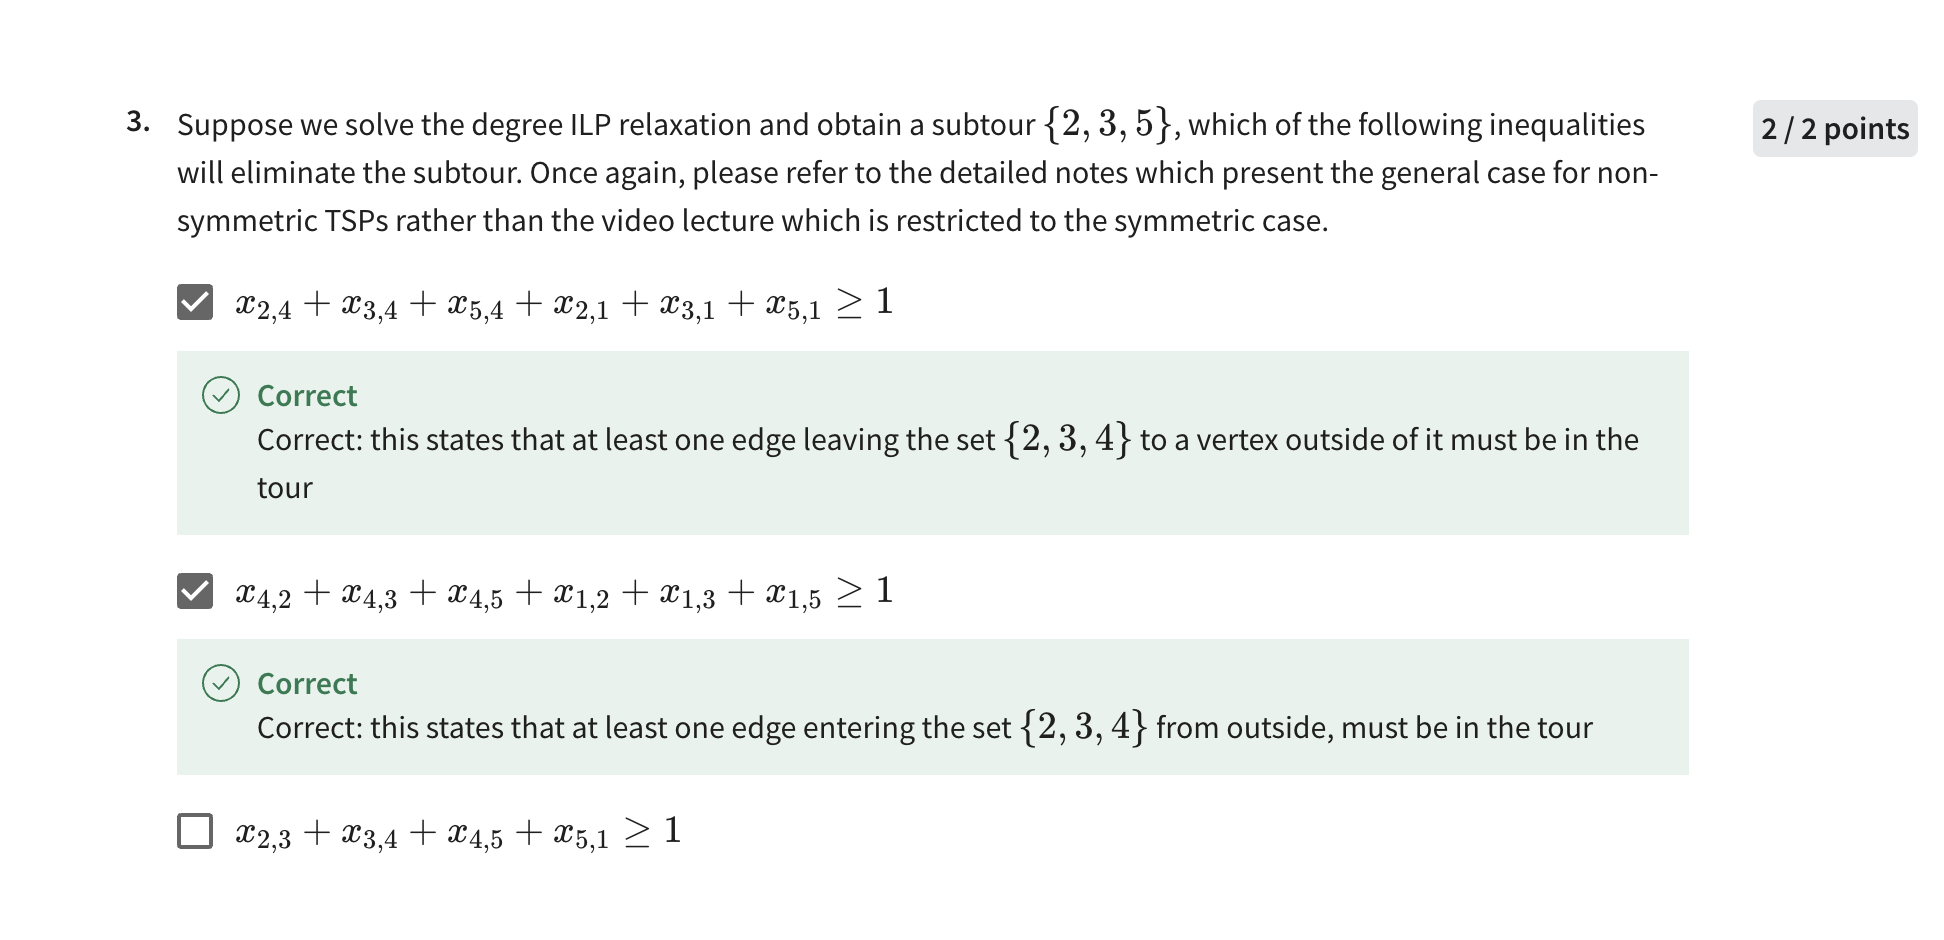 3. Suppose we solve the degree ILP relaxation and obtain a subtour {2, 3, 5}, which of the following inequalities
2 / 2 points
will eliminate the subtour. Once again, please refer to the detailed notes which present the general case for non-
symmetric TSPs rather than the video lecture which is restricted to the symmetric case.
x_{2,4} + x_{3,4} + x_{5,4} + x_{2,1} + x_{3,1} + x_{5,1} ≥ 1
Correct
Correct: this states that at least one edge leaving the set {2, 3, 4} to a vertex outside of it must be in the
tour
x_{4,2} + x_{4,3} + x_{4,5} + x_{1,2} + x_{1,3} + x_{1,5} ≥ 1
Correct
Correct: this states that at least one edge entering the set {2, 3, 4} from outside, must be in the tour
x_{2,3} + x_{3,4} + x_{4,5} + x_{5,1} ≥ 1